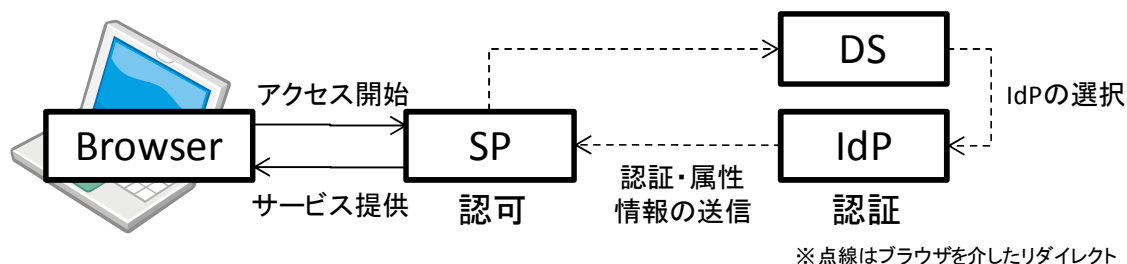 DS
アクセス開始
IdPの選択
Browser
SP
IdP
サービス提供
認可
認証・属性
情報の送信
認証
※点線はブラウザを介したリダイレクト